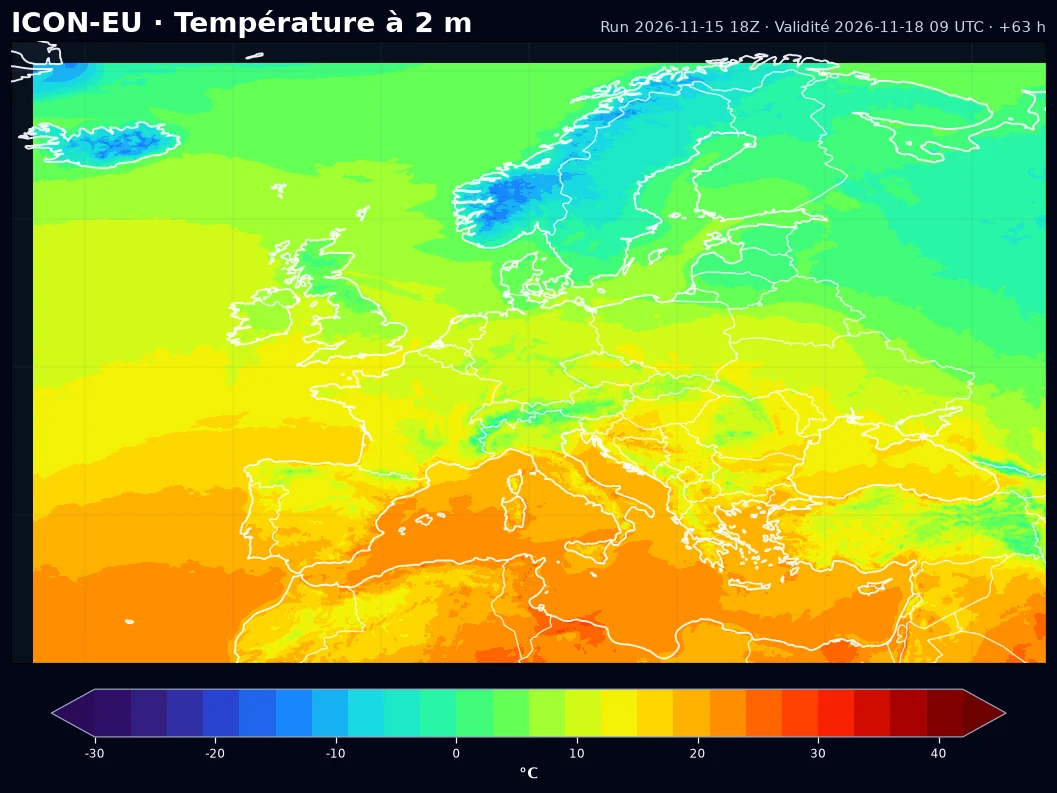 ICON-EU · Température à 2 m
Run 2026-11-15 18Z · Validité 2026-11-18 09 UTC · +63 h
-30 -20 -10 0 10 20 30 40
°C